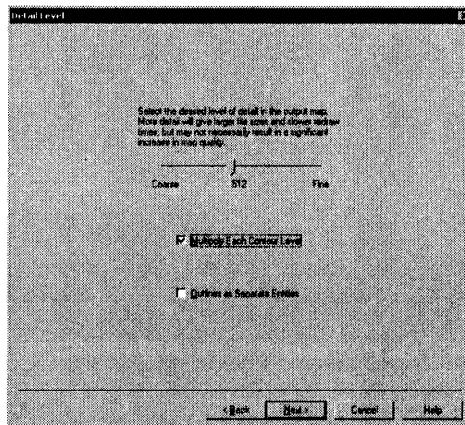 Detail Level
Select the desired level of detail in the output map.
More detail will give larger file sizes and slower redraw
times, but may not necessarily result in a significant
increase in map quality.
Coarse 512 Fine
Multipoly Each Contour Level
Outlines as Separate Entities
< Back Next > Cancel Help